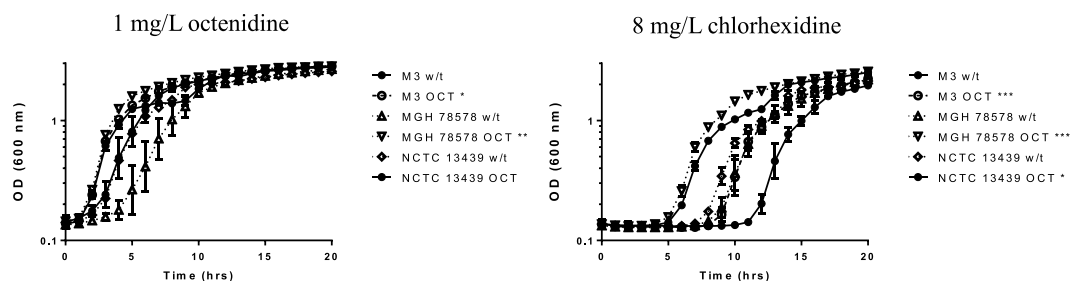 1 mg/L octenidine
OD (600 nm)
1
0.1
0 5 10 15 20
Time (hrs)
M3 w/t
M3 OCT *
MGH 78578 w/t
MGH 78578 OCT **
NCTC 13439 w/t
NCTC 13439 OCT
8 mg/L chlorhexidine
OD (600 nm)
1
0.1
0 5 10 15 20
Time (hrs)
M3 w/t
M3 OCT ***
MGH 78578 w/t
MGH 78578 OCT ***
NCTC 13439 w/t
NCTC 13439 OCT *